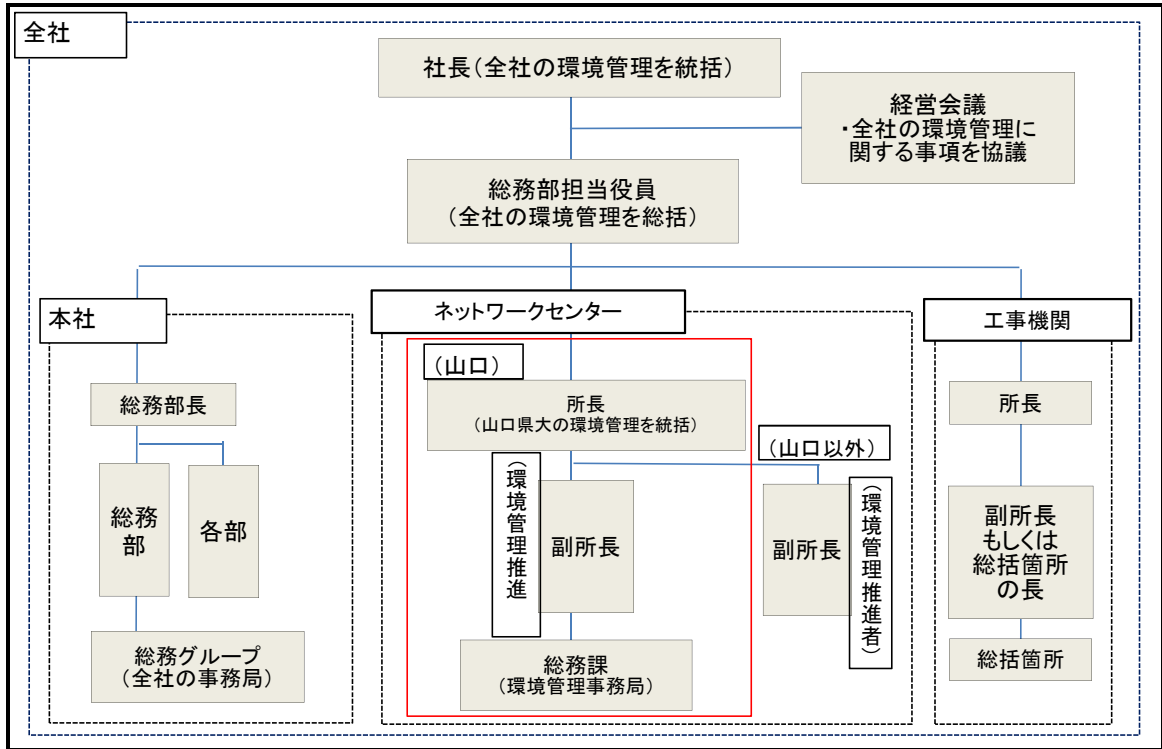 全社
社長(全社の環境管理を統括)
経営会議
・全社の環境管理に
関する事項を協議
総務部担当役員
(全社の環境管理を総括)
本社
総務部長
総務
部
各部
総務グループ
(全社の事務局)
ネットワークセンター
(山口)
所長
(山口県大の環境管理を統括)
(環境管理推進
副所長
総務課
(環境管理事務局)
(山口以外)
副所長
(環境管理推進者)
工事機関
所長
副所長
もしくは
総括箇所
の長
総括箇所